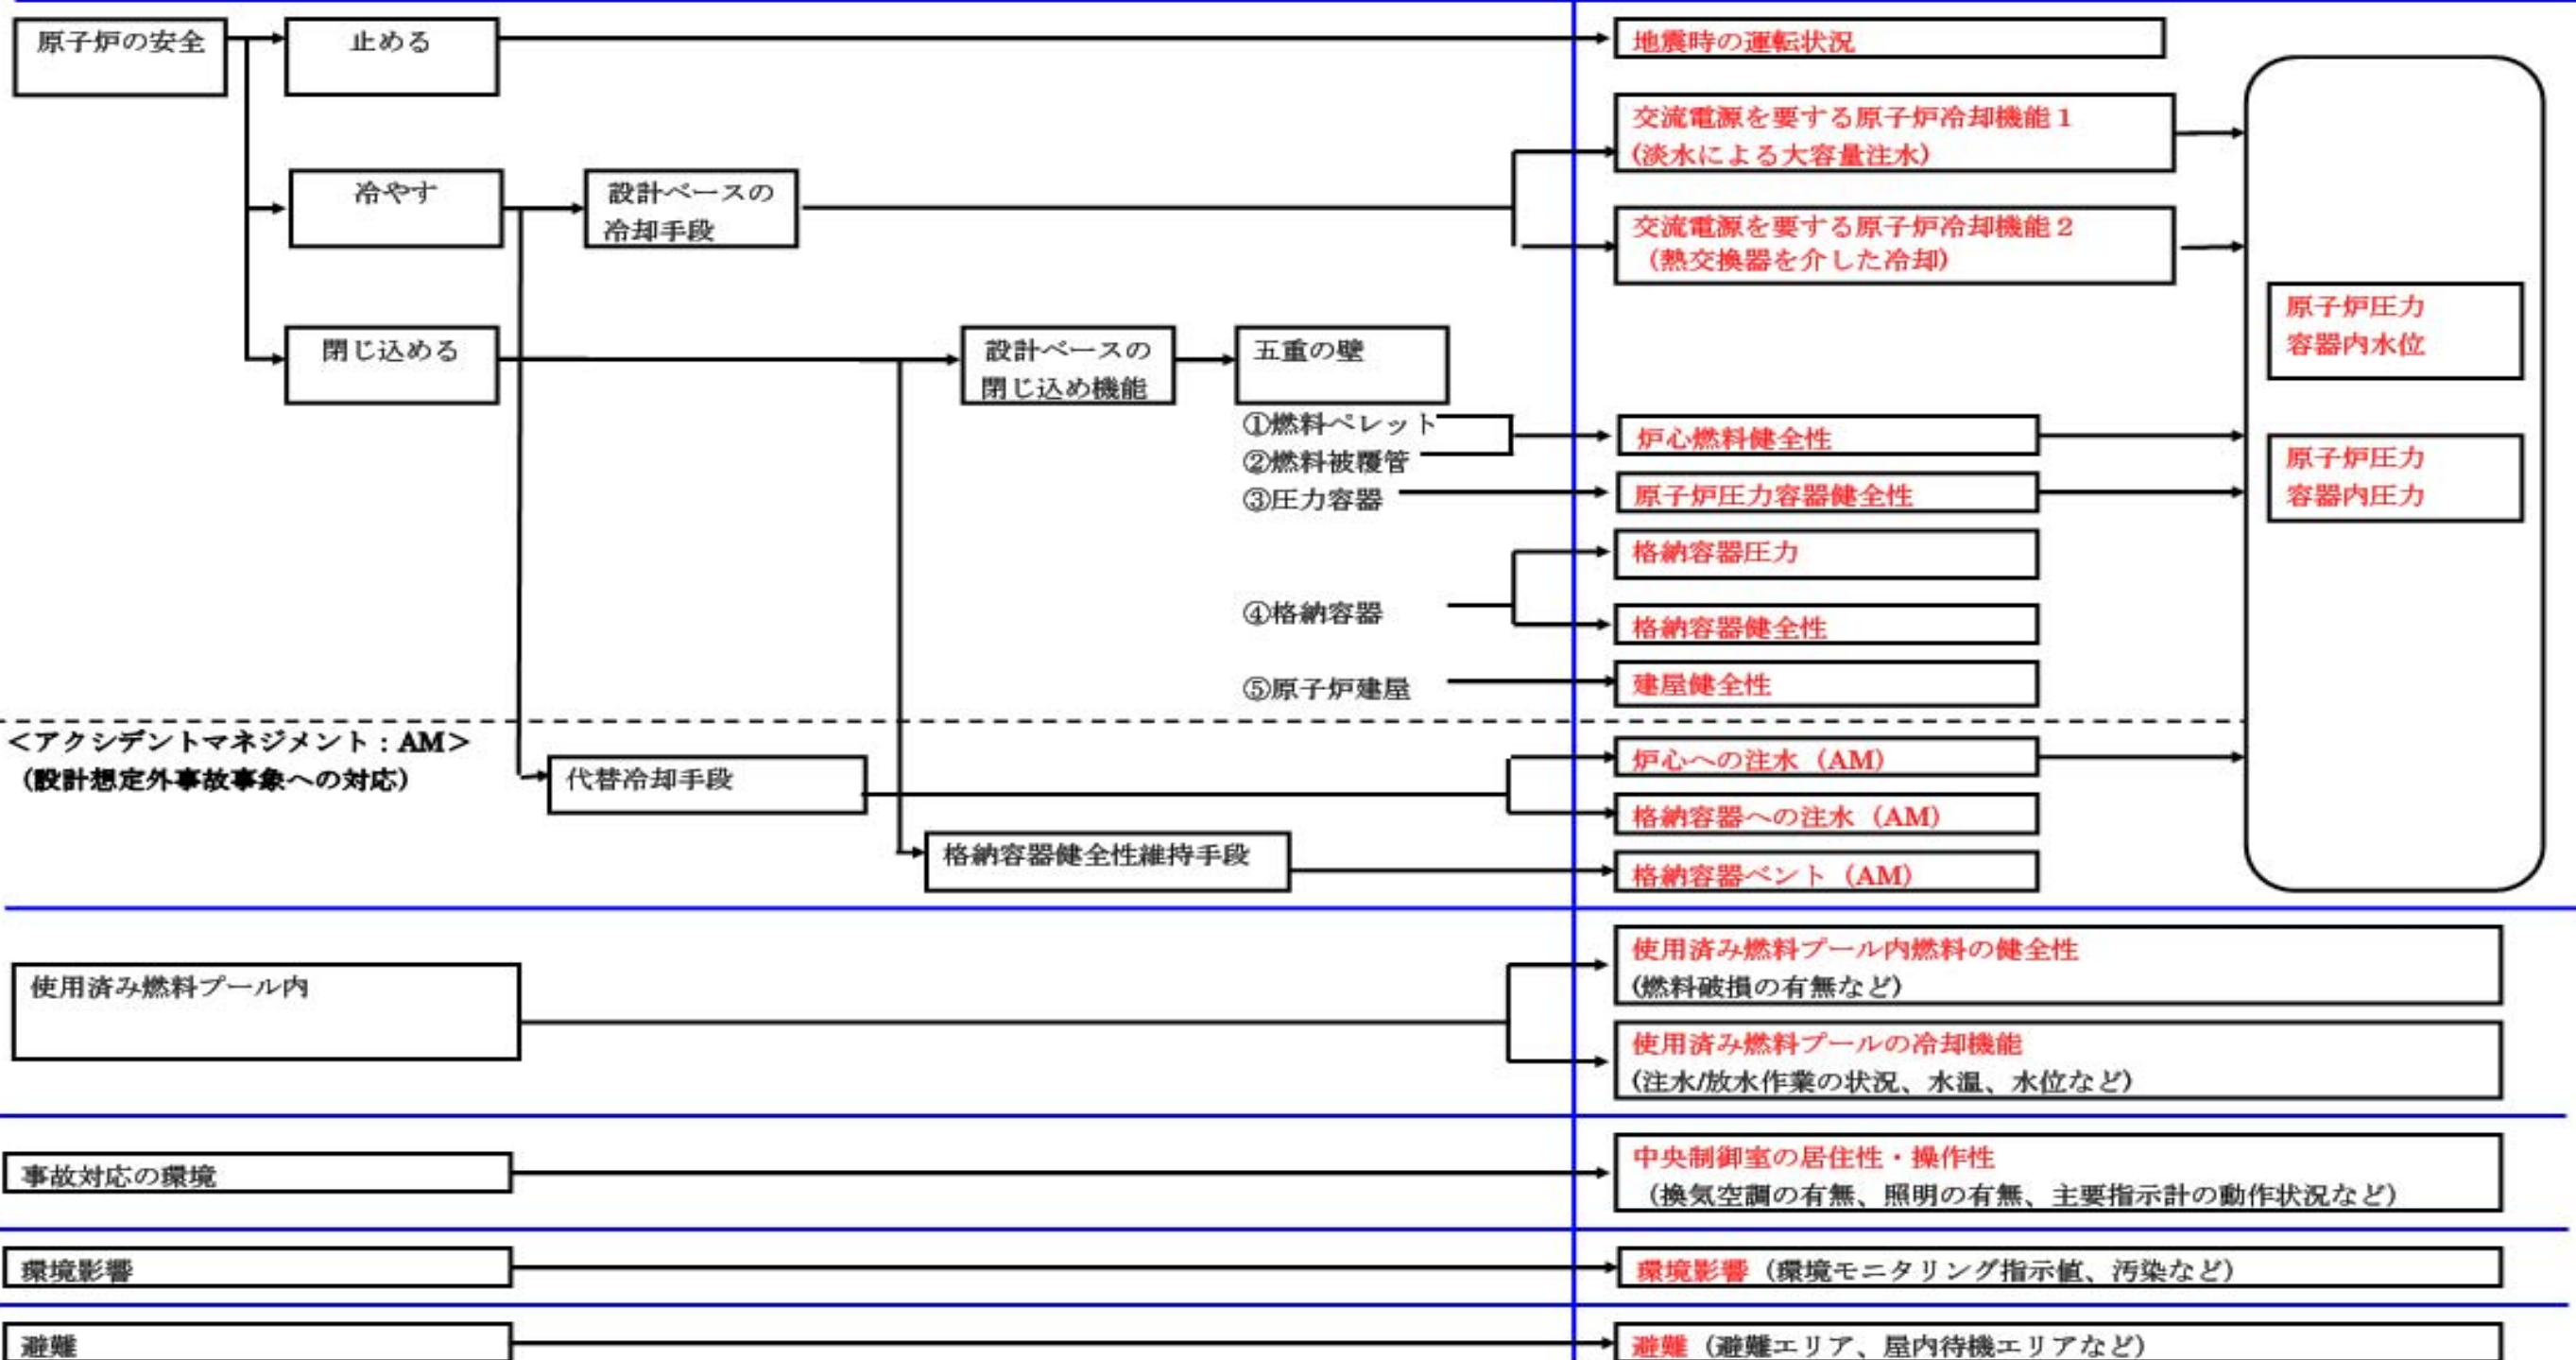 原子炉の安全
止める
地震時の運転状況
交流電源を要する原子炉冷却機能１
(淡水による大容量注水)
冷やす
設計ベースの
冷却手段
交流電源を要する原子炉冷却機能２
（熱交換器を介した冷却)
閉じ込める
設計ベースの
閉じ込め機能
五重の壁
原子炉圧力
容器内水位
①燃料ペレット
②燃料被覆管
③圧力容器
炉心燃料健全性
原子炉圧力容器健全性
原子炉圧力
容器内圧力
④格納容器
格納容器圧力
格納容器健全性
⑤原子炉建屋
建屋健全性
＜アクシデントマネジメント：AM＞
（設計想定外事故事象への対応）
代替冷却手段
炉心への注水（AM）
格納容器への注水（AM）
格納容器健全性維持手段
格納容器ベント（AM）
使用済み燃料プール内
使用済み燃料プール内燃料の健全性
(燃料破損の有無など)
使用済み燃料プールの冷却機能
(注水/放水作業の状況、水温、水位など)
事故対応の環境
中央制御室の居住性・操作性
（換気空調の有無、照明の有無、主要指示計の動作状況など）
環境影響
環境影響（環境モニタリング指示値、汚染など）
避難
避難（避難エリア、屋内待機エリアなど）